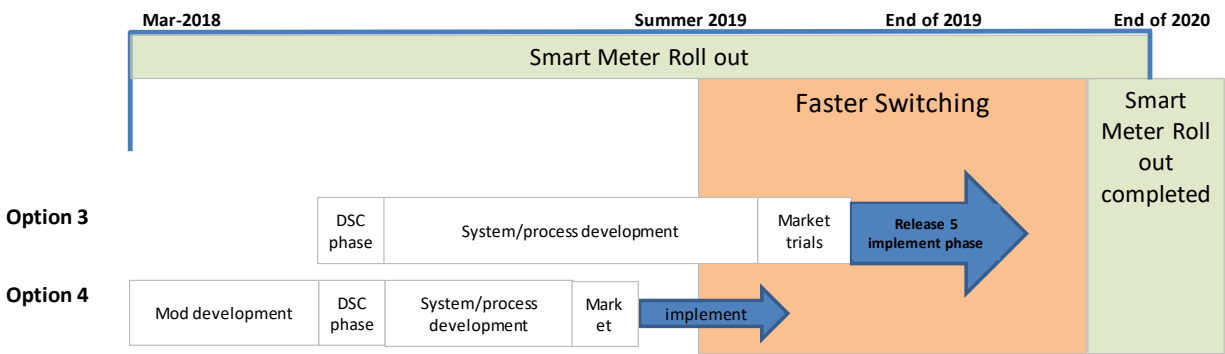 Mar-2018
Summer 2019
End of 2019
End of 2020
Smart Meter Roll out
Faster Switching
Smart
Meter Roll
out
completed
Option 3
DSC
phase
System/process development
Market
trials
Release 5
implement phase
Option 4
Mod development
DSC
phase
System/process
development
Mark
et
implement